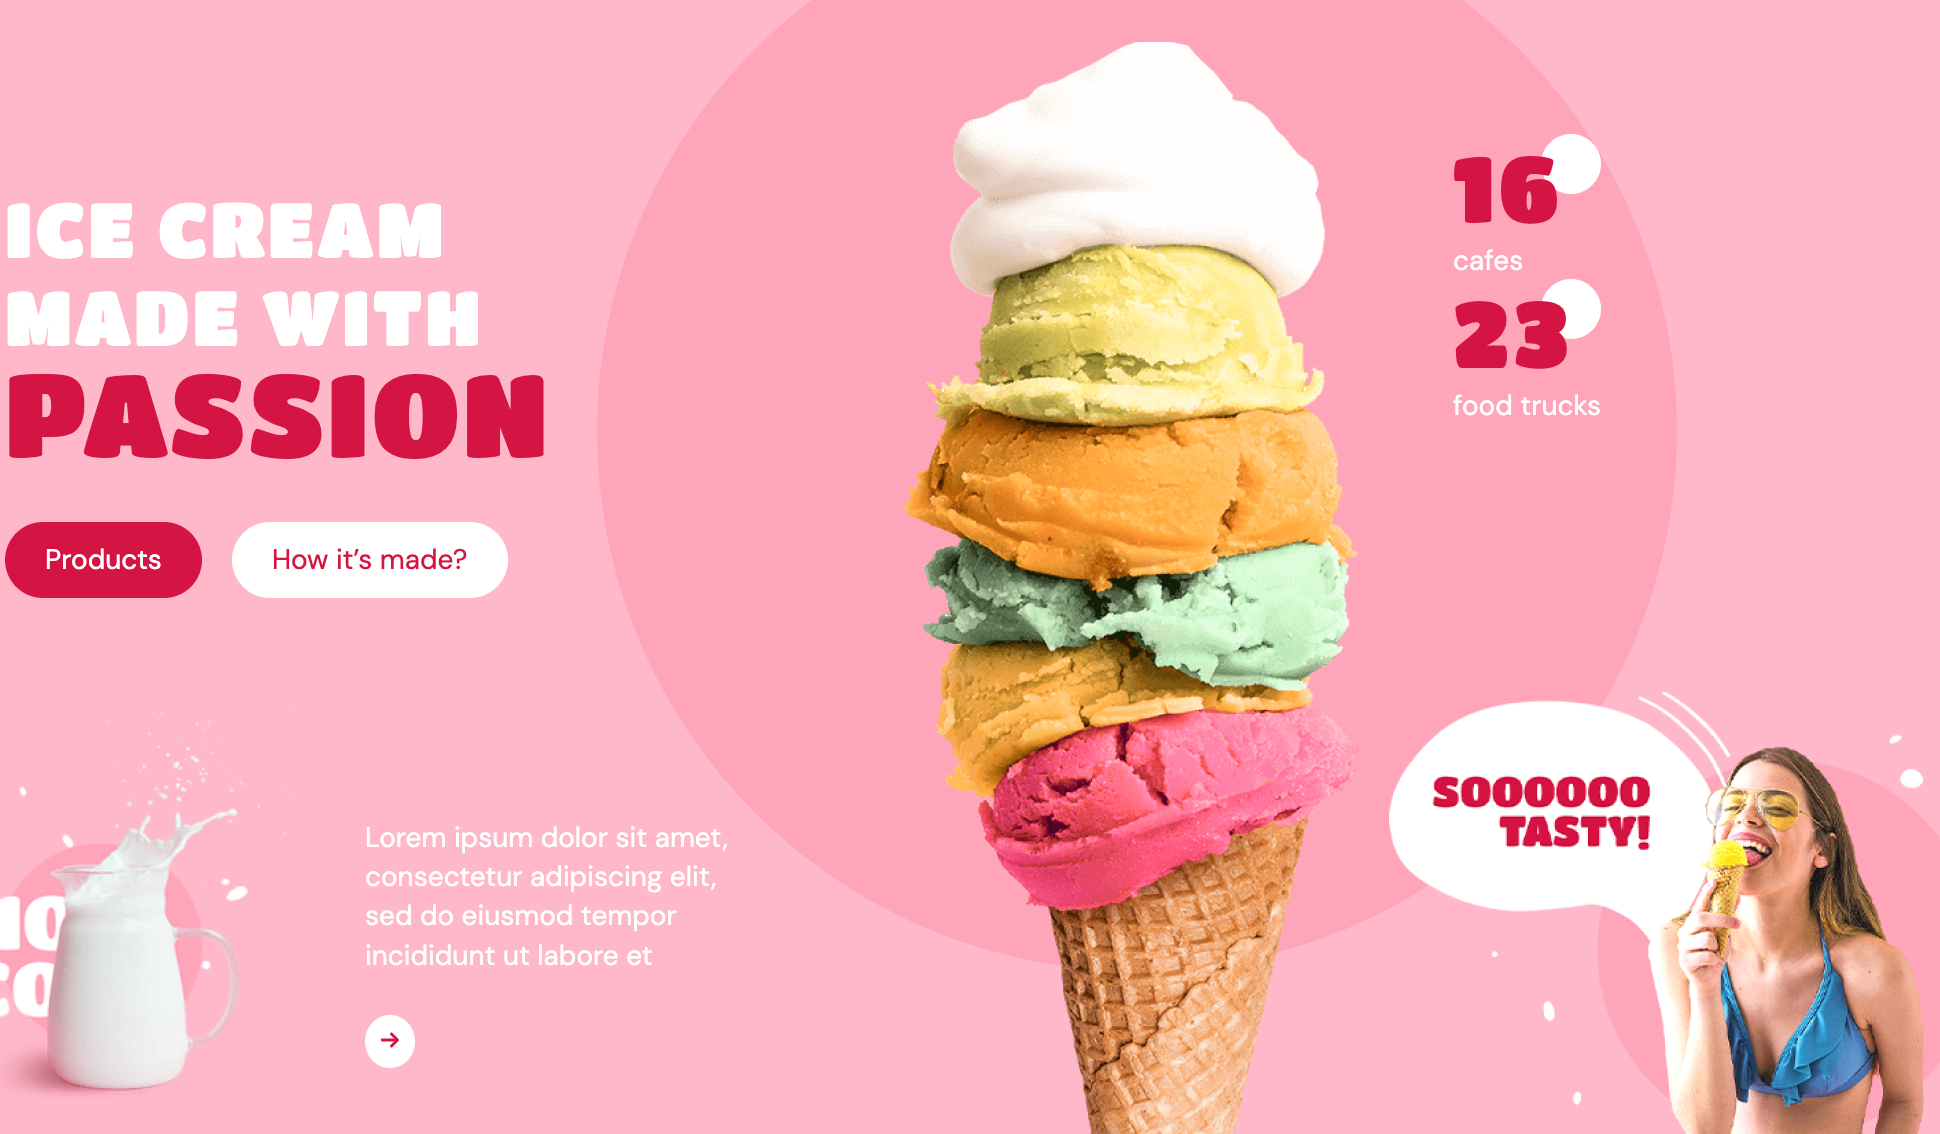 ICE CREAM
MADE WITH
PASSION
Products
How it's made?
16
cafes
23
food trucks
SOOOOOO
TASTY!
Lorem ipsum dolor sit amet,
consectetur adipiscing elit,
sed do eiusmod tempor
incididunt ut labore et